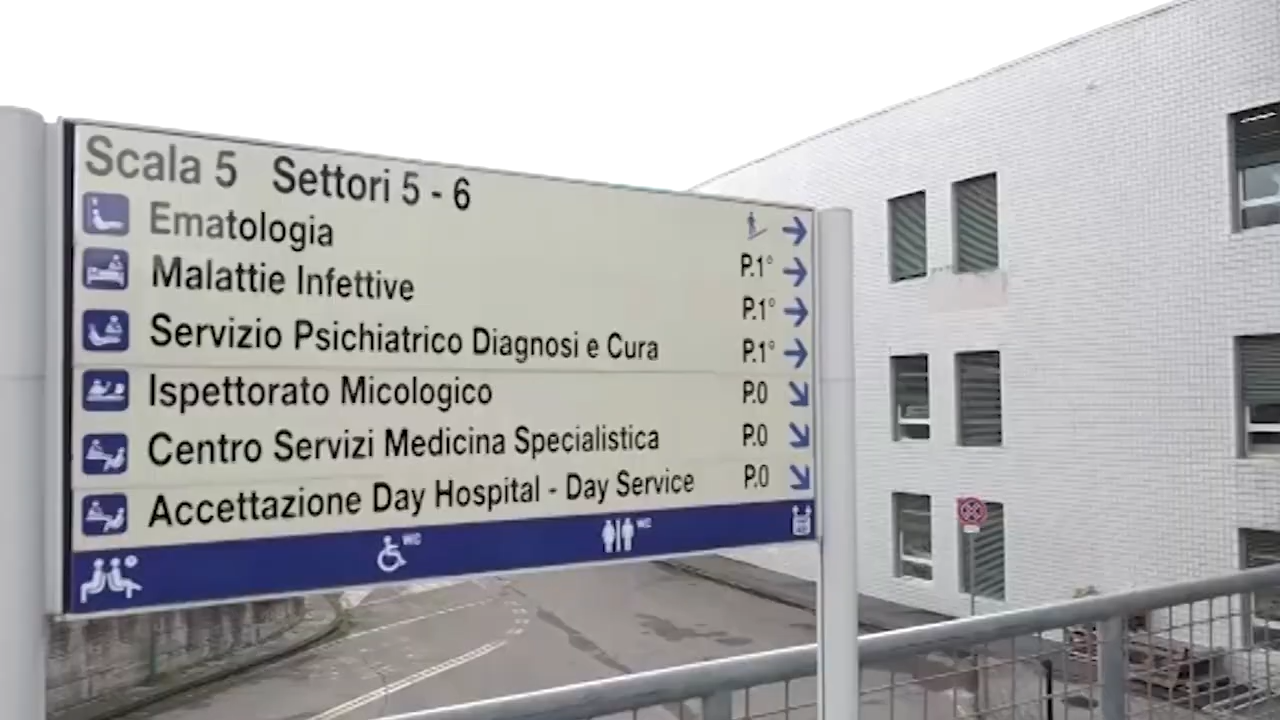 Scala 5 Settori 5 - 6
Ematologia
Malattie Infettive P.1°
Servizio Psichiatrico Diagnosi e Cura P.1°
P.1°
Ispettorato Micologico P.0
Centro Servizi Medicina Specialistica P.0
Accettazione Day Hospital - Day Service P.0
WC WC